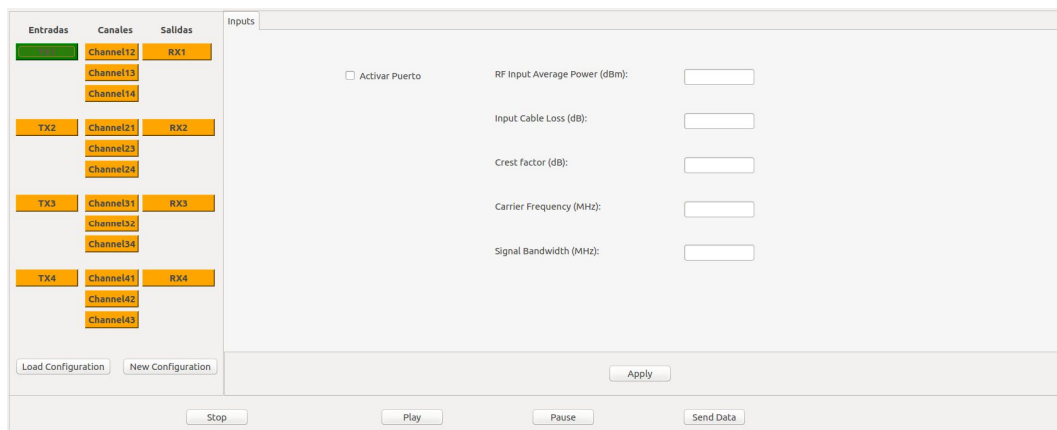 Entradas Canales Salidas
Channel12 RX1
Channel13
Channel14
TX2 Channel21 RX2
Channel23
Channel24
TX3 Channel31 RX3
Channel32
Channel34
TX4 Channel41 RX4
Channel42
Channel43
Load Configuration New Configuration
Inputs
Activar Puerto RF Input Average Power (dBm):
Input Cable Loss (dB):
Crest factor (dB):
Carrier Frequency (MHz):
Signal Bandwidth (MHz):
Apply
Stop Play Pause Send Data